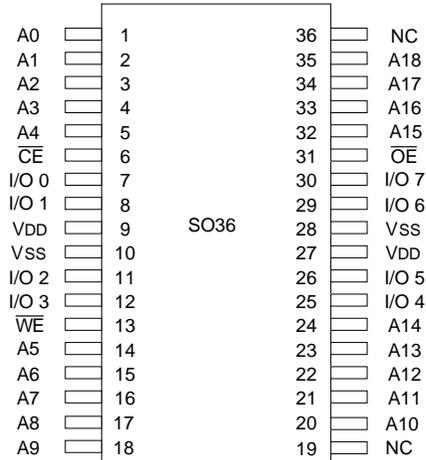 A0 1 36 NC
A1 2 35 A18
A2 3 34 A17
A3 4 33 A16
A4 5 32 A15
C̅E̅ 6 31 O̅E̅
I/O 0 7 30 I/O 7
I/O 1 8 29 I/O 6
VDD 9 SO36 28 VSS
VSS 10 27 VDD
I/O 2 11 26 I/O 5
I/O 3 12 25 I/O 4
W̅E̅ 13 24 A14
A5 14 23 A13
A6 15 22 A12
A7 16 21 A11
A8 17 20 A10
A9 18 19 NC